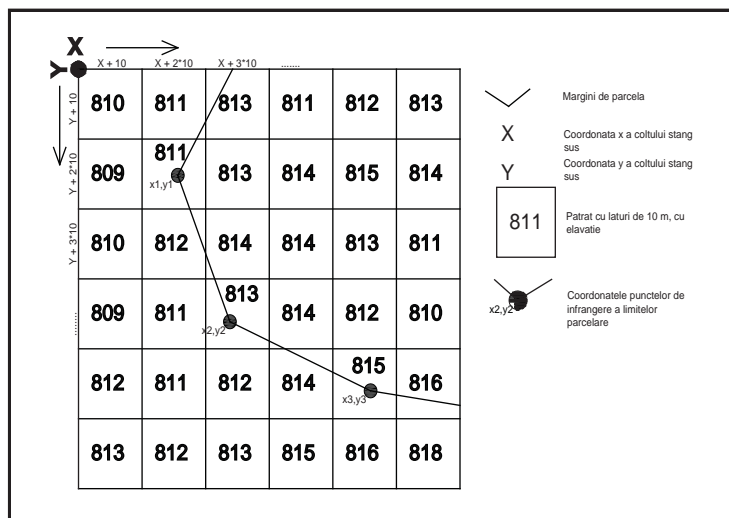 X
Y
X + 10 X + 2*10 X + 3*10 .......
Y + 10
Y + 2*10
Y + 3*10
.......
810 811 813 811 812 813
809 811 813 814 815 814
x1,y1
810 812 814 814 813 811
809 811 813 814 812 810
x2,y2
812 811 812 814 815 816
x3,y3
813 812 813 815 816 818
Margini de parcela
X Coordonata x a coltului stang
sus
Y Coordonata y a coltului stang
sus
811 Patrat cu laturi de 10 m, cu
elavatie
x2,y2 Coordonatele punctelor de
infrangere a limitelor
parcelare